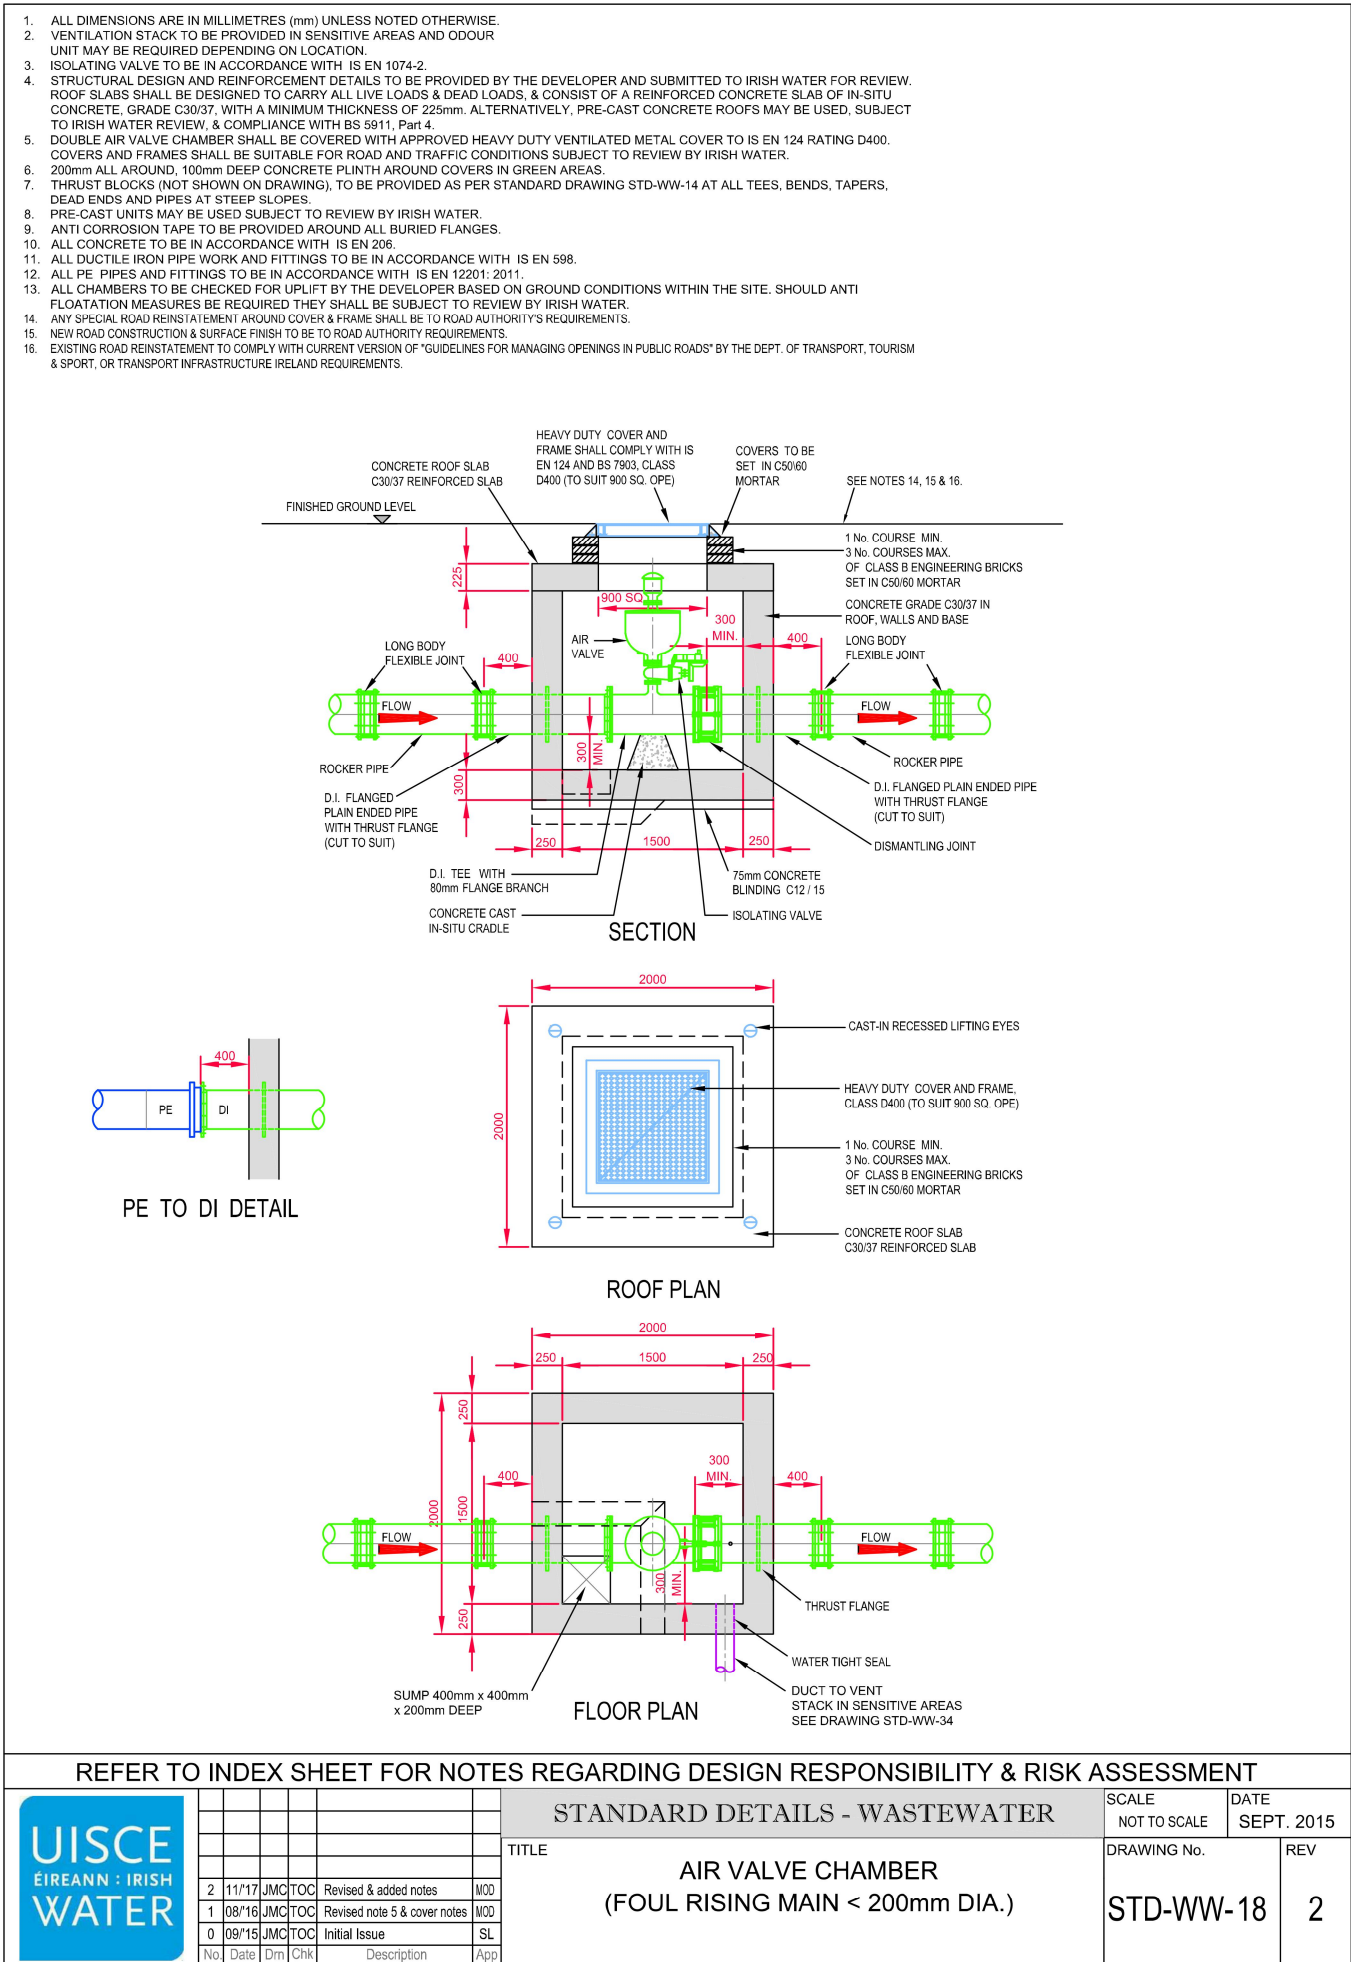 1. ALL DIMENSIONS ARE IN MILLIMETRES (mm) UNLESS NOTED OTHERWISE.
2. VENTILATION STACK TO BE PROVIDED IN SENSITIVE AREAS AND ODOUR
UNIT MAY BE REQUIRED DEPENDING ON LOCATION.
3. ISOLATING VALVE TO BE IN ACCORDANCE WITH IS EN 1074-2.
4. STRUCTURAL DESIGN AND REINFORCEMENT DETAILS TO BE PROVIDED BY THE DEVELOPER AND SUBMITTED TO IRISH WATER FOR REVIEW.
ROOF SLABS SHALL BE DESIGNED TO CARRY ALL LIVE LOADS & DEAD LOADS, & CONSIST OF A REINFORCED CONCRETE SLAB OF IN-SITU
CONCRETE, GRADE C30/37, WITH A MINIMUM THICKNESS OF 225mm. ALTERNATIVELY, PRE-CAST CONCRETE ROOFS MAY BE USED, SUBJECT
TO IRISH WATER REVIEW, & COMPLIANCE WITH BS 5911, Part 4.
5. DOUBLE AIR VALVE CHAMBER SHALL BE COVERED WITH APPROVED HEAVY DUTY VENTILATED METAL COVER TO IS EN 124 RATING D400.
COVERS AND FRAMES SHALL BE SUITABLE FOR ROAD AND TRAFFIC CONDITIONS SUBJECT TO REVIEW BY IRISH WATER.
6. 200mm ALL AROUND, 100mm DEEP CONCRETE PLINTH AROUND COVERS IN GREEN AREAS.
7. THRUST BLOCKS (NOT SHOWN ON DRAWING), TO BE PROVIDED AS PER STANDARD DRAWING STD-WW-14 AT ALL TEES, BENDS, TAPERS,
DEAD ENDS AND PIPES AT STEEP SLOPES.
8. PRE-CAST UNITS MAY BE USED SUBJECT TO REVIEW BY IRISH WATER.
9. ANTI CORROSION TAPE TO BE PROVIDED AROUND ALL BURIED FLANGES.
10. ALL CONCRETE TO BE IN ACCORDANCE WITH IS EN 206.
11. ALL DUCTILE IRON PIPE WORK AND FITTINGS TO BE IN ACCORDANCE WITH IS EN 598.
12. ALL PE PIPES AND FITTINGS TO BE IN ACCORDANCE WITH IS EN 12201: 2011.
13. ALL CHAMBERS TO BE CHECKED FOR UPLIFT BY THE DEVELOPER BASED ON GROUND CONDITIONS WITHIN THE SITE. SHOULD ANTI
FLOATATION MEASURES BE REQUIRED THEY SHALL BE SUBJECT TO REVIEW BY IRISH WATER.
14. ANY SPECIAL ROAD REINSTATEMENT AROUND COVER & FRAME SHALL BE TO ROAD AUTHORITY'S REQUIREMENTS.
15. NEW ROAD CONSTRUCTION & SURFACE FINISH TO BE TO ROAD AUTHORITY REQUIREMENTS.
16. EXISTING ROAD REINSTATEMENT TO COMPLY WITH CURRENT VERSION OF "GUIDELINES FOR MANAGING OPENINGS IN PUBLIC ROADS" BY THE DEPT. OF TRANSPORT, TOURISM
& SPORT, OR TRANSPORT INFRASTRUCTURE IRELAND REQUIREMENTS.
HEAVY DUTY COVER AND
FRAME SHALL COMPLY WITH IS
EN 124 AND BS 7903, CLASS
D400 (TO SUIT 900 SQ. OPE)
COVERS TO BE
SET IN C50\60
MORTAR
CONCRETE ROOF SLAB
C30/37 REINFORCED SLAB
SEE NOTES 14, 15 & 16.
FINISHED GROUND LEVEL
1 No. COURSE MIN.
3 No. COURSES MAX.
OF CLASS B ENGINEERING BRICKS
SET IN C50/60 MORTAR
225
900 SQ.
CONCRETE GRADE C30/37 IN
ROOF, WALLS AND BASE
300
MIN.
AIR
VALVE
400
LONG BODY
FLEXIBLE JOINT
400
LONG BODY
FLEXIBLE JOINT
FLOW
FLOW
300
MIN.
ROCKER PIPE
ROCKER PIPE
300
D.I. FLANGED
PLAIN ENDED PIPE
WITH THRUST FLANGE
(CUT TO SUIT)
D.I. FLANGED PLAIN ENDED PIPE
WITH THRUST FLANGE
(CUT TO SUIT)
250
1500
250
DISMANTLING JOINT
D.I. TEE WITH
80mm FLANGE BRANCH
75mm CONCRETE
BLINDING C12 / 15
CONCRETE CAST
IN-SITU CRADLE
ISOLATING VALVE
SECTION
2000
CAST-IN RECESSED LIFTING EYES
400
PE
DI
HEAVY DUTY COVER AND FRAME,
CLASS D400 (TO SUIT 900 SQ. OPE)
2000
1 No. COURSE MIN.
3 No. COURSES MAX.
OF CLASS B ENGINEERING BRICKS
SET IN C50/60 MORTAR
PE TO DI DETAIL
CONCRETE ROOF SLAB
C30/37 REINFORCED SLAB
ROOF PLAN
2000
250
1500
250
250
300
MIN.
400
400
2000
1500
FLOW
FLOW
300
MIN.
250
THRUST FLANGE
WATER TIGHT SEAL
SUMP 400mm x 400mm
x 200mm DEEP
DUCT TO VENT
STACK IN SENSITIVE AREAS
SEE DRAWING STD-WW-34
FLOOR PLAN
REFER TO INDEX SHEET FOR NOTES REGARDING DESIGN RESPONSIBILITY & RISK ASSESSMENT
UISCE
ÉIREANN : IRISH
WATER
2 11/'17 JMC TOC Revised & added notes MOD
1 08/'16 JMC TOC Revised note 5 & cover notes MOD
0 09/'15 JMC TOC Initial Issue SL
No. Date Drn Chk Description App
STANDARD DETAILS - WASTEWATER
SCALE
NOT TO SCALE
DATE
SEPT. 2015
TITLE
AIR VALVE CHAMBER
(FOUL RISING MAIN < 200mm DIA.)
DRAWING No.
STD-WW-18
REV
2